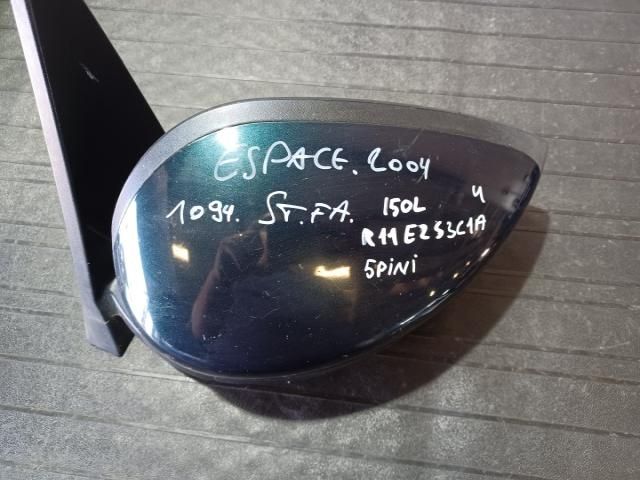 ESPACE. 2004
1094. ST.FA. 150L 4
R11E253C1A
5PINI